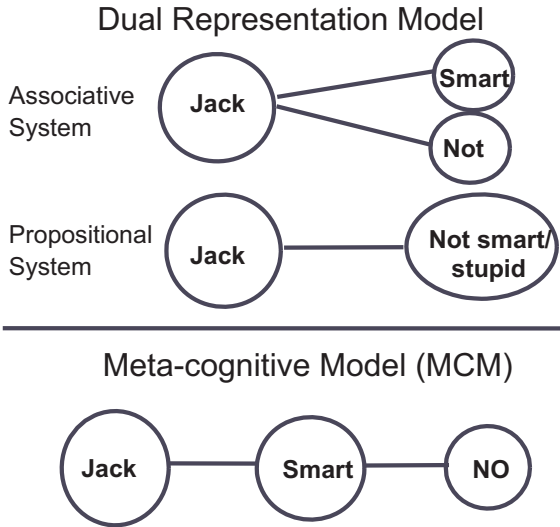 Dual Representation Model
Associative
System
Jack
Smart
Not
Propositional
System
Jack
Not smart/
stupid
Meta-cognitive Model (MCM)
Jack
Smart
NO